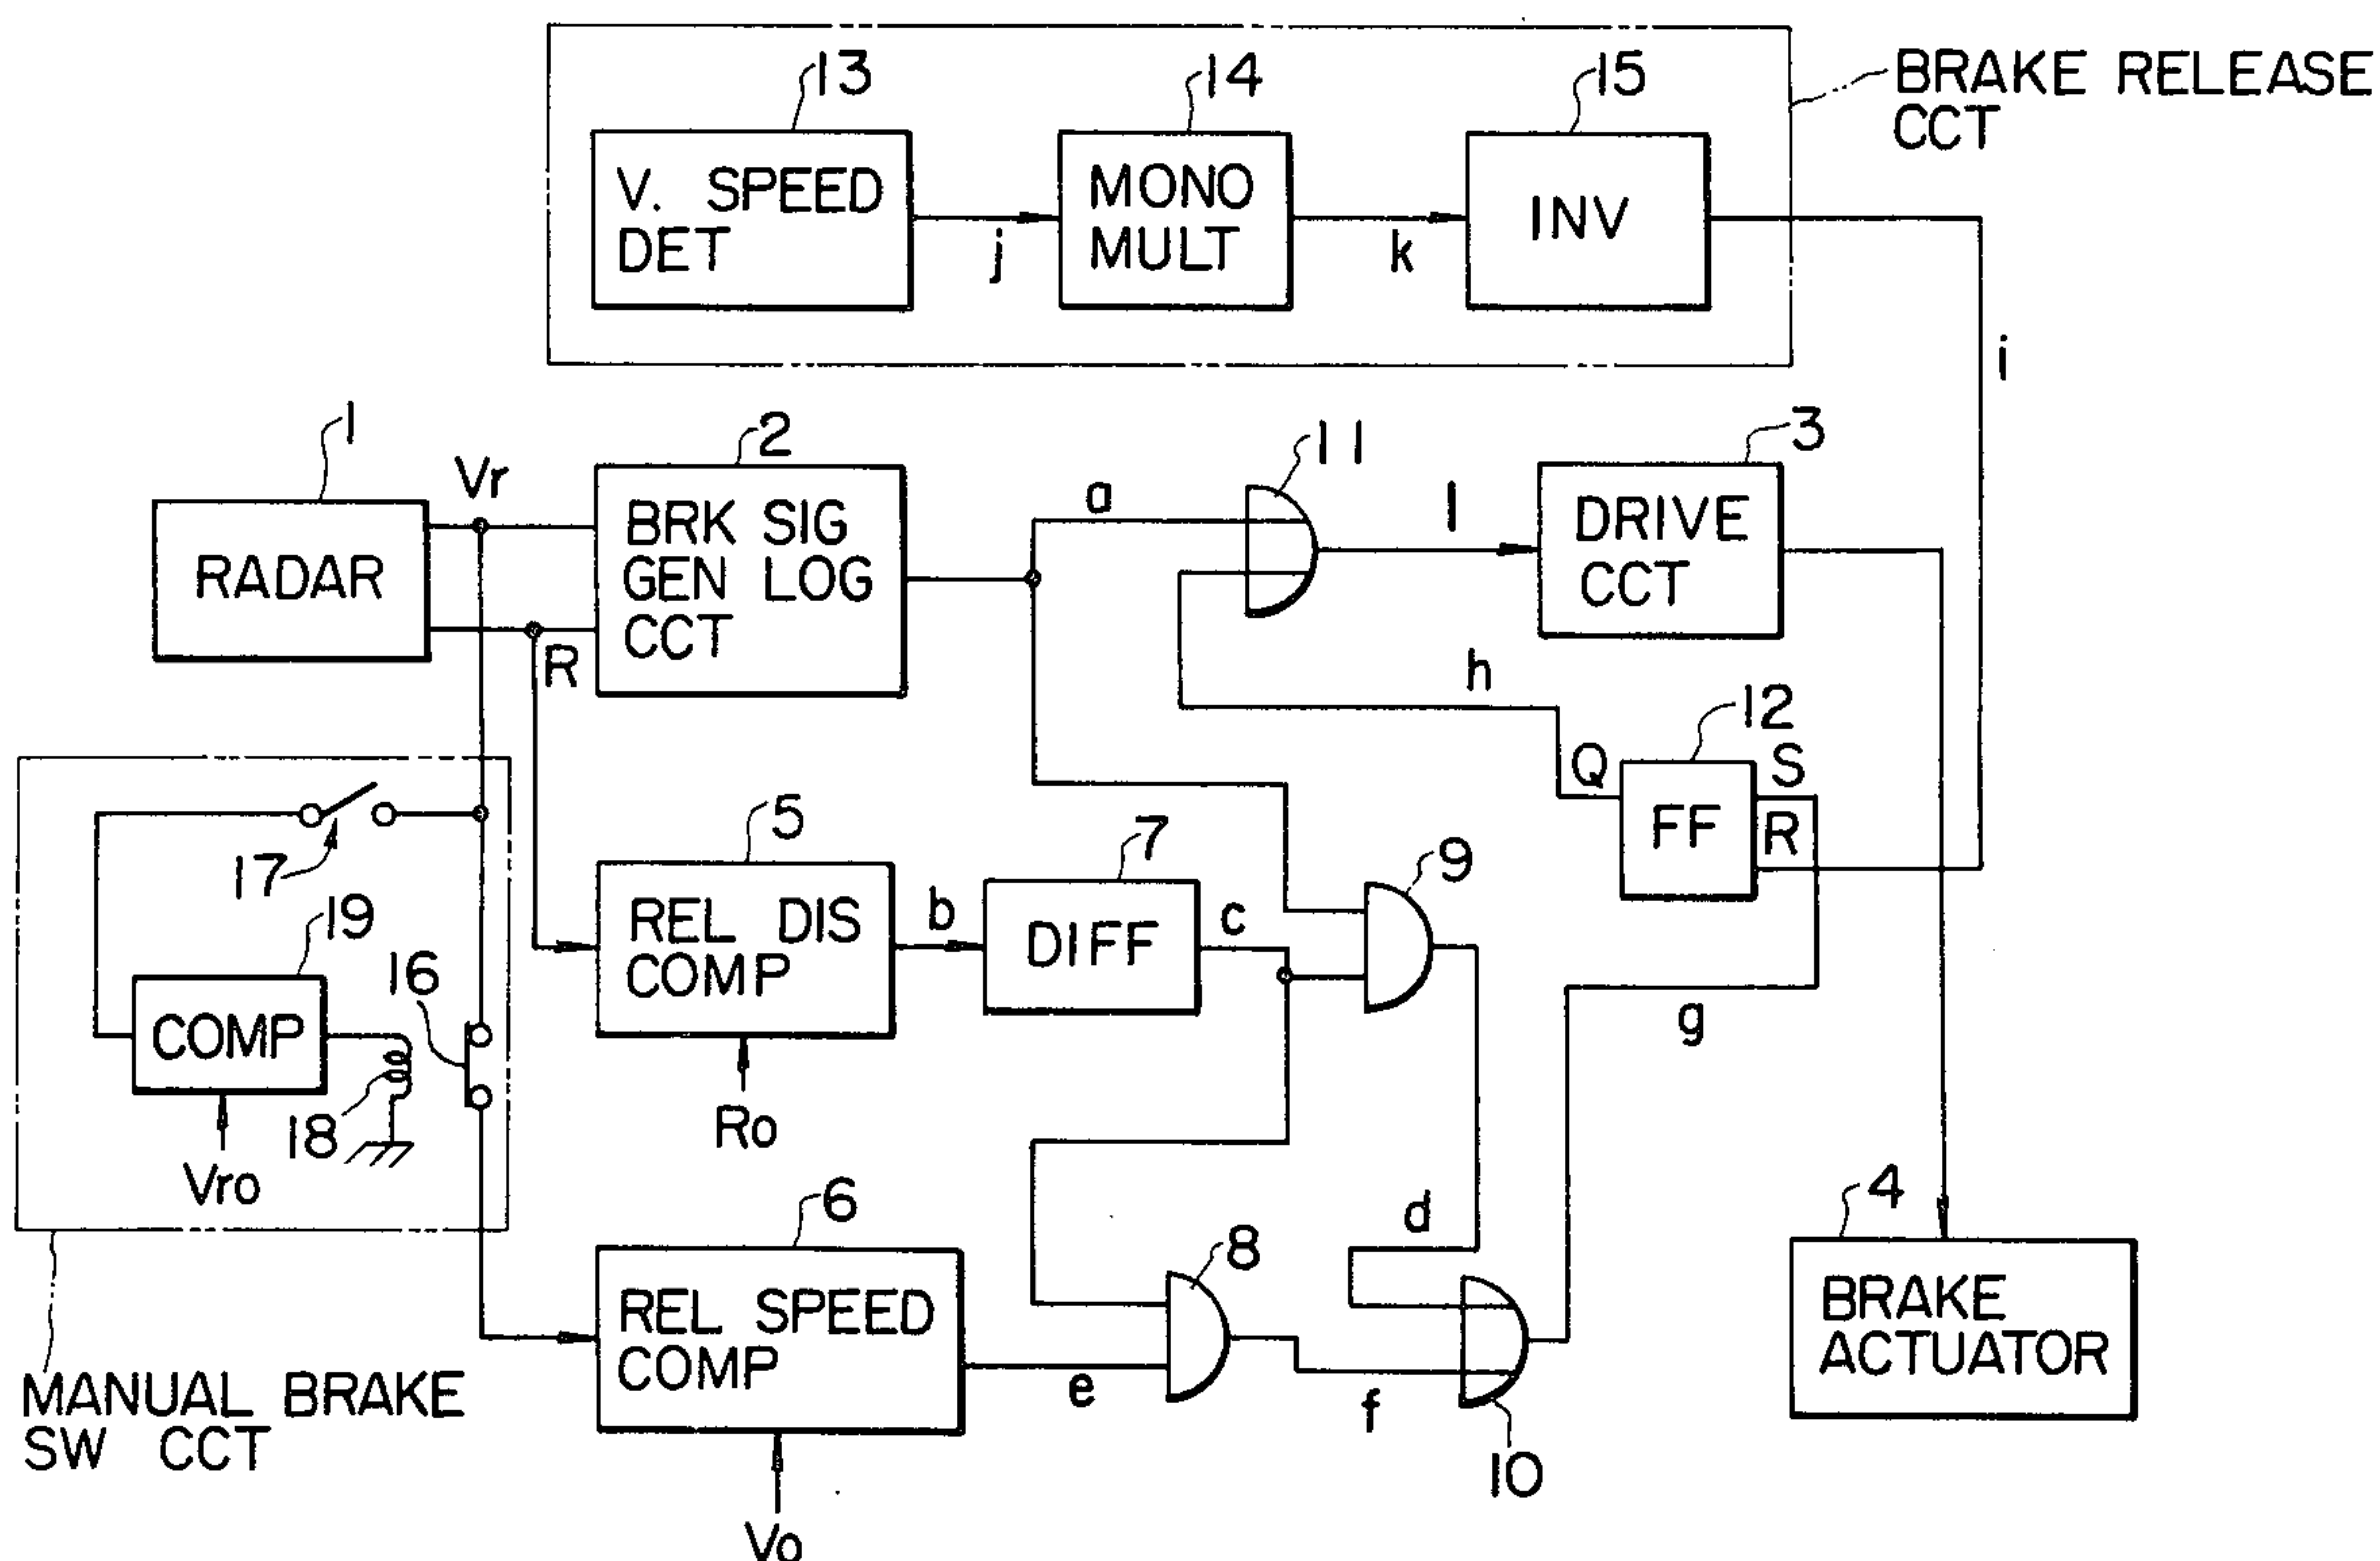 13
14
15
BRAKE RELEASE
CCT
V. SPEED
DET
j
MONO
MULT
k
INV
i
1
Vr
2
11
3
RADAR
BRK SIG
GEN LOG
CCT
a
l
DRIVE
CCT
R
h
12
Q
S
FF
R
17
5
7
9
19
REL DIS
COMP
b
DIFF
c
16
COMP
g
18
Ro
Vro
6
d
8
4
REL SPEED
COMP
e
f
BRAKE
ACTUATOR
MANUAL BRAKE
SW CCT
10
Vo